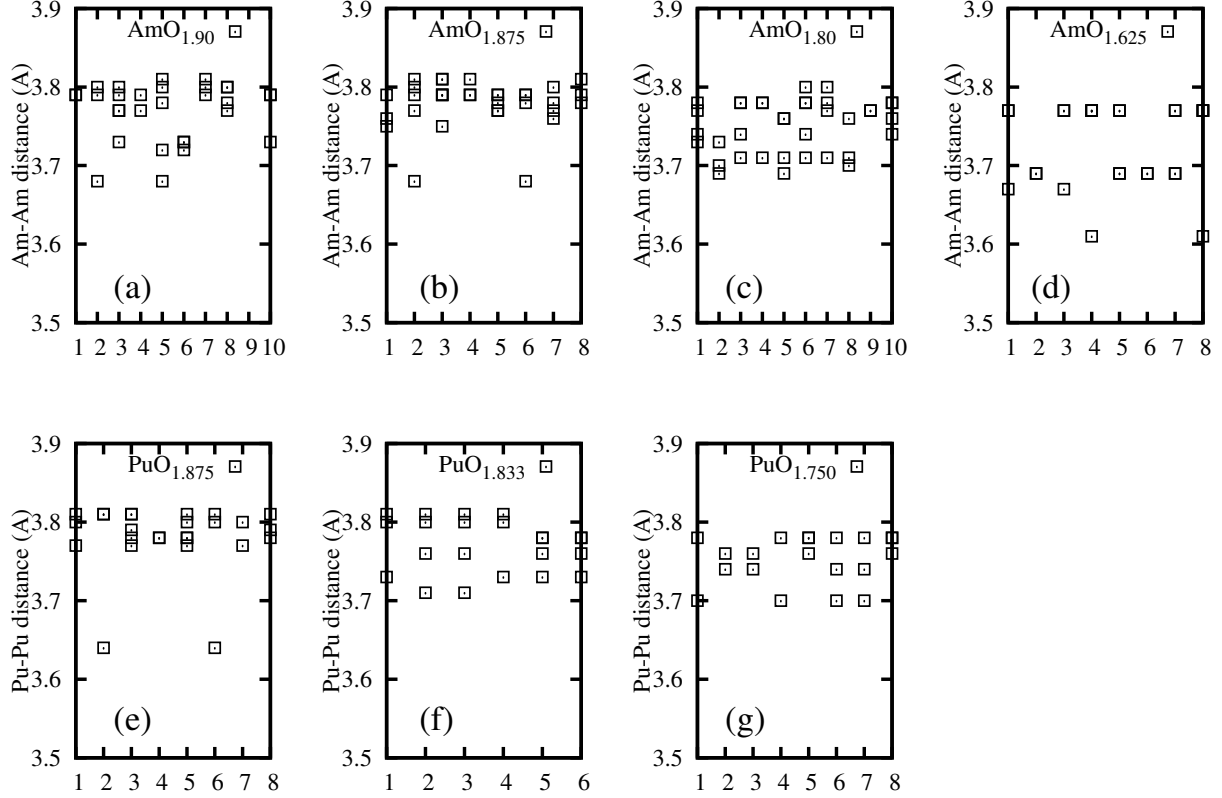 Am-Am distance (A)
3.9
3.8
3.7
3.6
3.5
AmO1.90
(a)
1 2 3 4 5 6 7 8 10
Am-Am distance (A)
3.9
3.8
3.7
3.6
3.5
AmO1.875
(b)
1 2 3 4 5 6 7 8
Am-Am distance (A)
3.9
3.8
3.7
3.6
3.5
AmO1.80
(c)
1 2 3 4 5 6 7 8 9 10
Am-Am distance (A)
3.9
3.8
3.7
3.6
3.5
AmO1.625
(d)
1 2 3 4 5 6 7 8
Pu-Pu distance (A)
3.9
3.8
3.7
3.6
3.5
PuO1.875
(e)
1 2 3 4 5 6 7 8
Pu-Pu distance (A)
3.9
3.8
3.7
3.6
3.5
PuO1.833
(f)
1 2 3 4 5 6
Pu-Pu distance (A)
3.9
3.8
3.7
3.6
3.5
PuO1.750
(g)
1 2 3 4 5 6 7 8